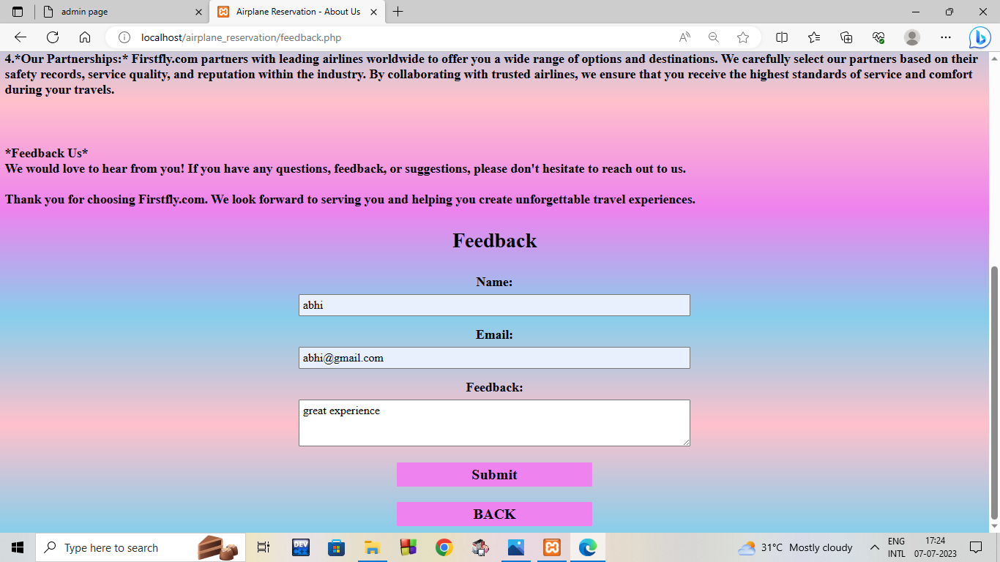 admin page
Airplane Reservation - About Us
localhost/airplane_reservation/feedback.php
4.*Our Partnerships:* Firstfly.com partners with leading airlines worldwide to offer you a wide range of options and destinations. We carefully select our partners based on their
safety records, service quality, and reputation within the industry. By collaborating with trusted airlines, we ensure that you receive the highest standards of service and comfort
during your travels.
*Feedback Us*
We would love to hear from you! If you have any questions, feedback, or suggestions, please don't hesitate to reach out to us.
Thank you for choosing Firstfly.com. We look forward to serving you and helping you create unforgettable travel experiences.
Feedback
Name:
abhi
Email:
abhi@gmail.com
Feedback:
great experience
Submit
BACK
Type here to search
DEV
31°C Mostly cloudy
ENG
INTL
17:24
07-07-2023